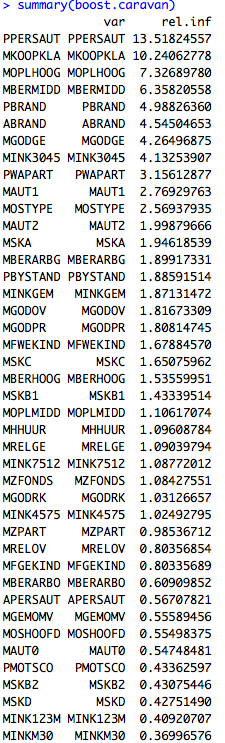 > summary(boost.caravan)
var rel.inf
PPERSAUT PPERSAUT 13.51824557
MKOOPKLA MKOOPKLA 10.24062778
MOPLHOOG MOPLHOOG 7.32689780
MBERMIDD MBERMIDD 6.35820558
PBRAND PBRAND 4.98826360
ABRAND ABRAND 4.54504653
MGODGE MGODGE 4.26496875
MINK3045 MINK3045 4.13253907
PWAPART PWAPART 3.15612877
MAUT1 MAUT1 2.76929763
MOSTYPE MOSTYPE 2.56937935
MAUT2 MAUT2 1.99879666
MSKA MSKA 1.94618539
MBERARBG MBERARBG 1.89917331
PBYSTAND PBYSTAND 1.88591514
MINKGEM MINKGEM 1.87131472
MGODOV MGODOV 1.81673309
MGODPR MGODPR 1.80814745
MFWEKIND MFWEKIND 1.67884570
MSKC MSKC 1.65075962
MBERHOOG MBERHOOG 1.53559951
MSKB1 MSKB1 1.43339514
MOPLMIDD MOPLMIDD 1.10617074
MHHUUR MHHUUR 1.09608784
MRELGE MRELGE 1.09039794
MINK7512 MINK7512 1.08772012
MZFONDS MZFONDS 1.08427551
MGODRK MGODRK 1.03126657
MINK4575 MINK4575 1.02492795
MZPART MZPART 0.98536712
MRELOV MRELOV 0.80356854
MFGEKIND MFGEKIND 0.80335689
MBERARBO MBERARBO 0.60909852
APERSAUT APERSAUT 0.56707821
MGEMOMV MGEMOMV 0.55589456
MOSHOOFD MOSHOOFD 0.55498375
MAUT0 MAUT0 0.54748481
PMOTSCO PMOTSCO 0.43362597
MSKB2 MSKB2 0.43075446
MSKD MSKD 0.42751490
MINK123M MINK123M 0.40920707
MINKM30 MINKM30 0.36996576